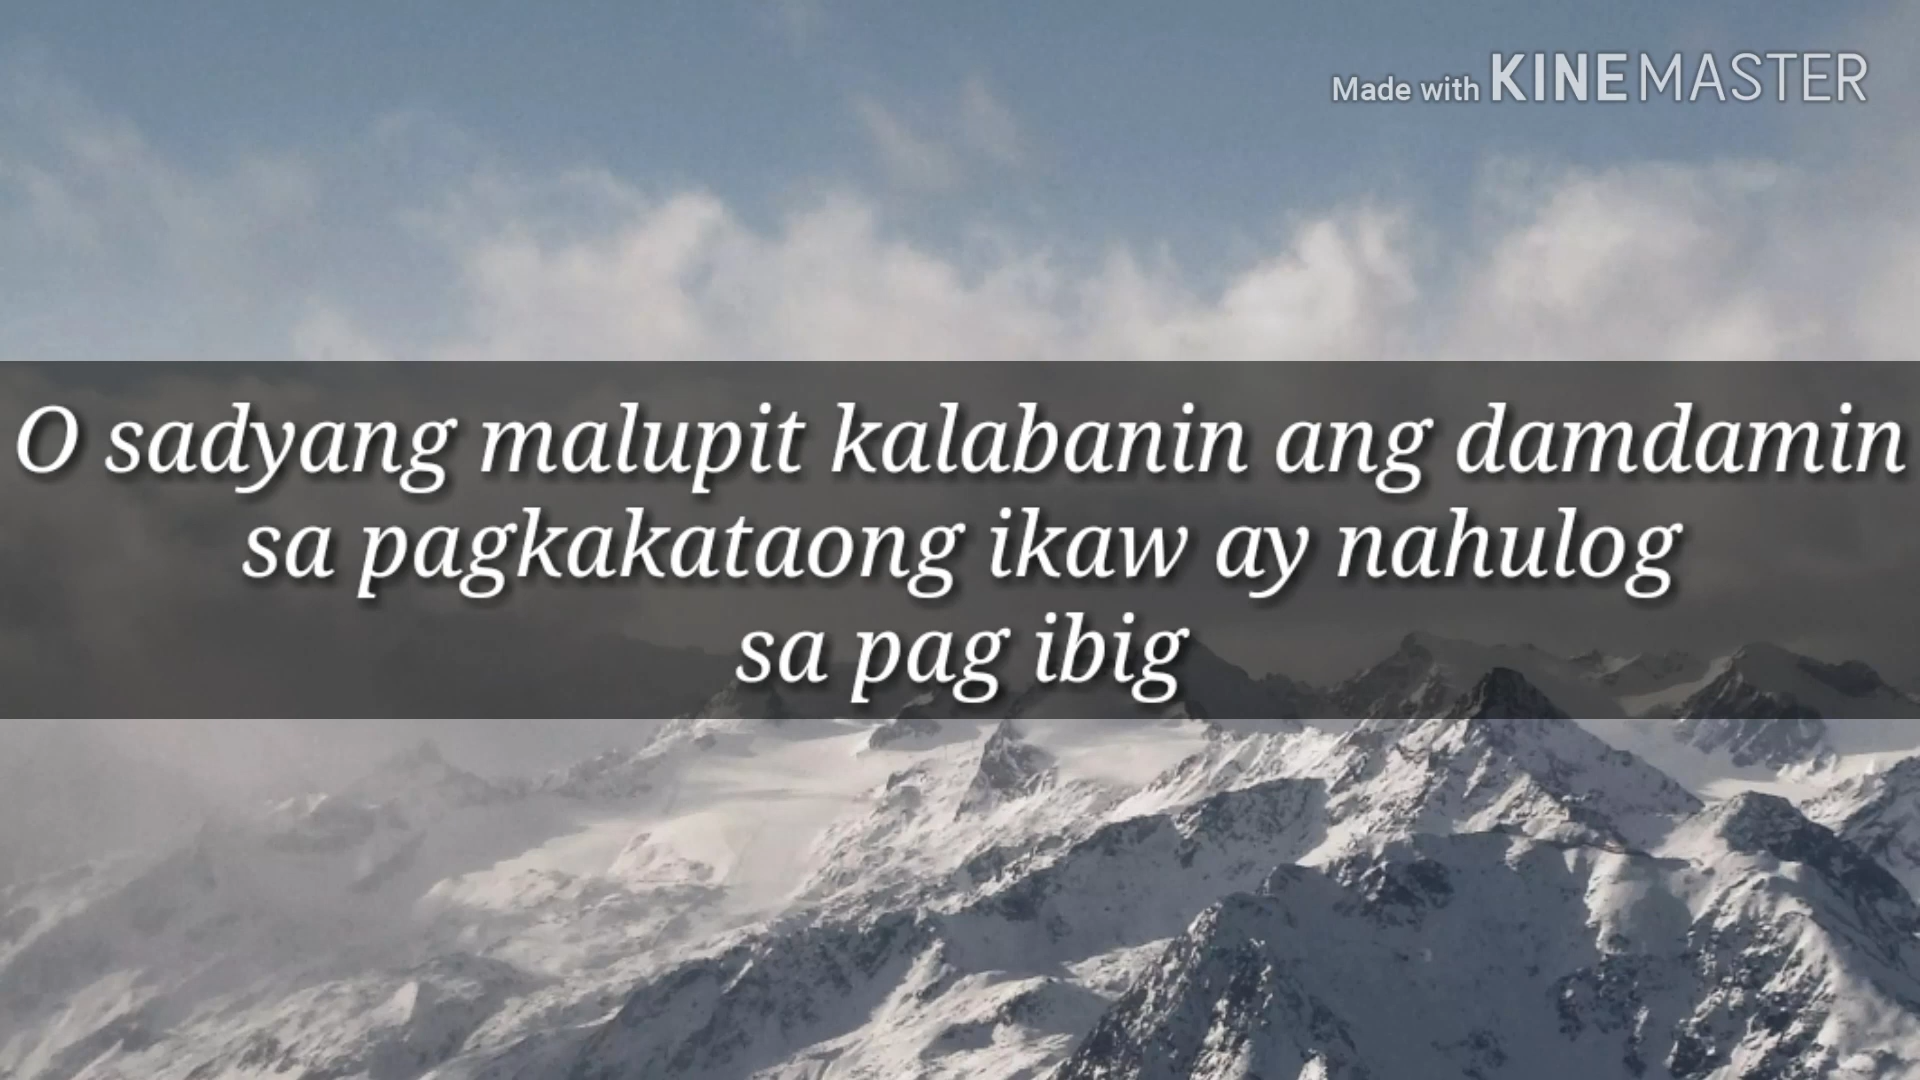 Made with KINEMASTER
O sadyang malupit kalabanin ang damdamin
sa pagkakataong ikaw ay nahulog
sa pag ibig